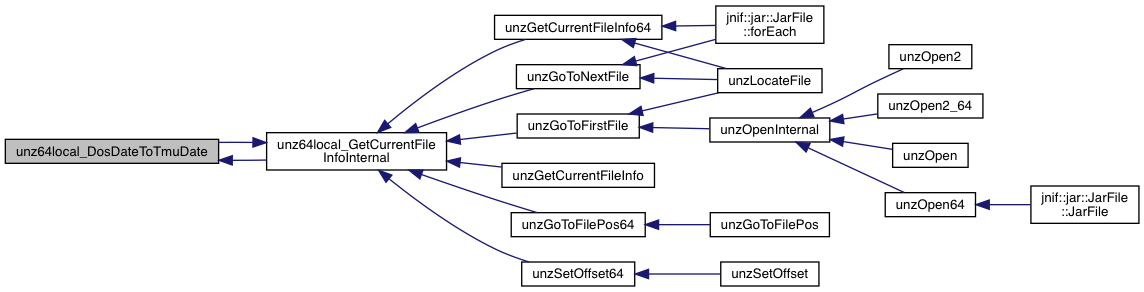 unz64local_DosDateToTmuDate
unz64local_GetCurrentFile
InfoInternal
unzGetCurrentFileInfo64
unzGoToNextFile
unzGoToFirstFile
unzGetCurrentFileInfo
unzGoToFilePos64
unzSetOffset64
jnif::jar::JarFile
::forEach
unzLocateFile
unzOpenInternal
unzGoToFilePos
unzSetOffset
unzOpen2
unzOpen2_64
unzOpen
unzOpen64
jnif::jar::JarFile
::JarFile